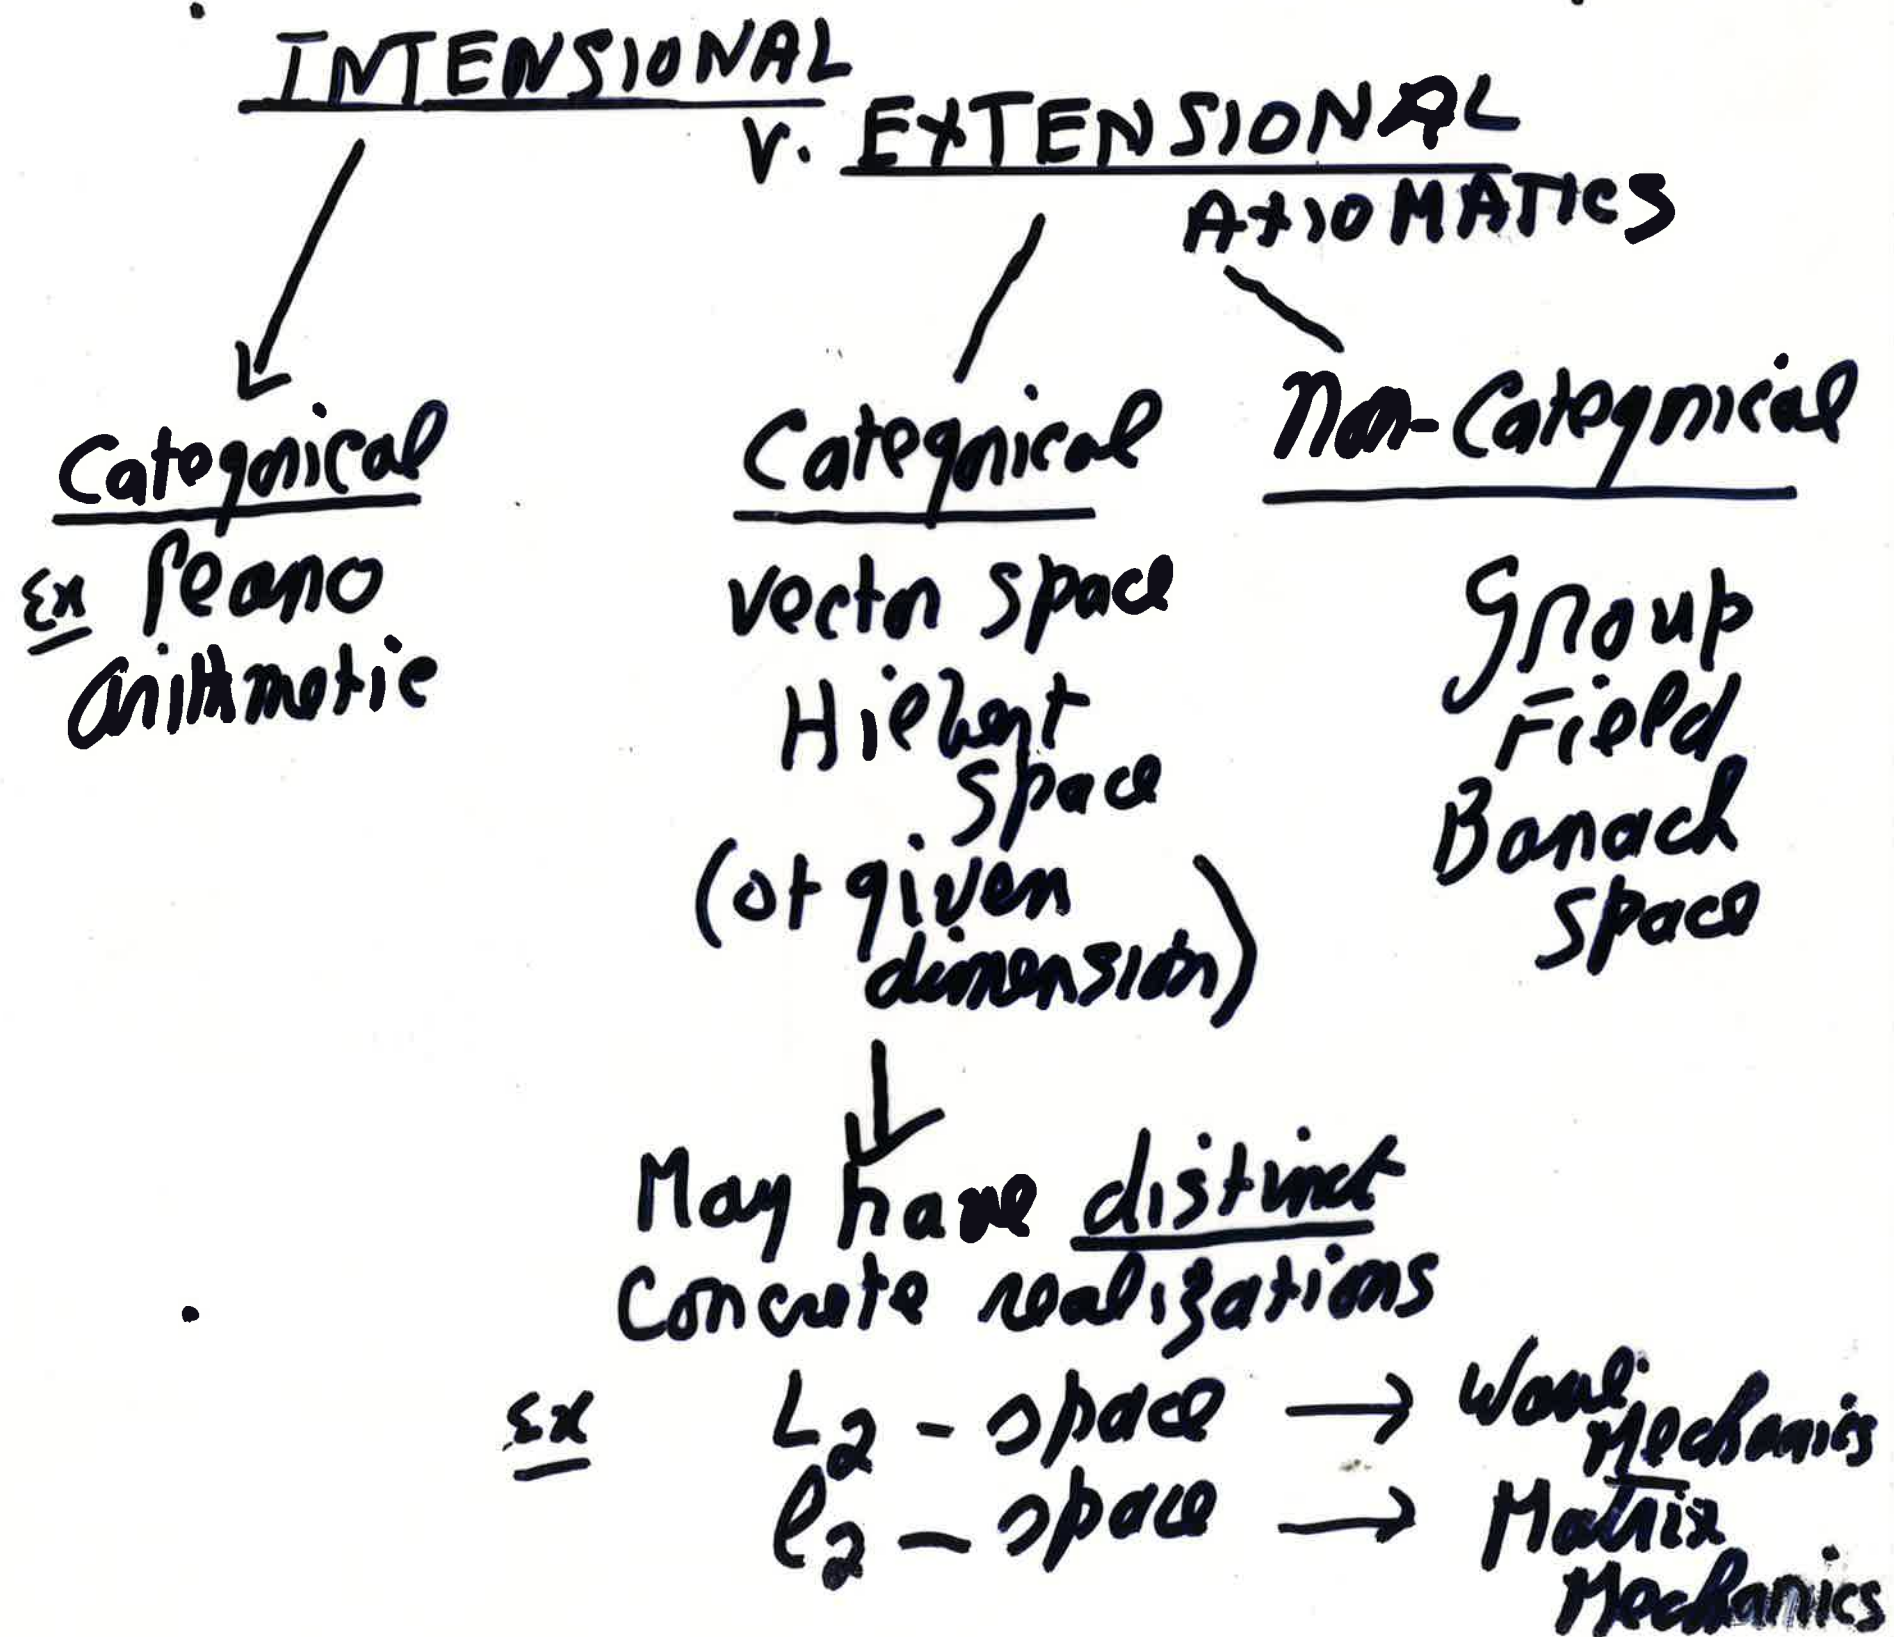 INTENSIONAL
V. EXTENSIONAL
AXIOMATICS
Categorical
Ex Peano
arithmetic
Categorical
vector space
Hilbert
space
(of given
dimension)
Non-Categorical
Group
Field
Banach
space
May have distinct
Concrete realizations
Ex L2 - space → Wave
Mechanics
l2 - space → Matrix
Mechanics